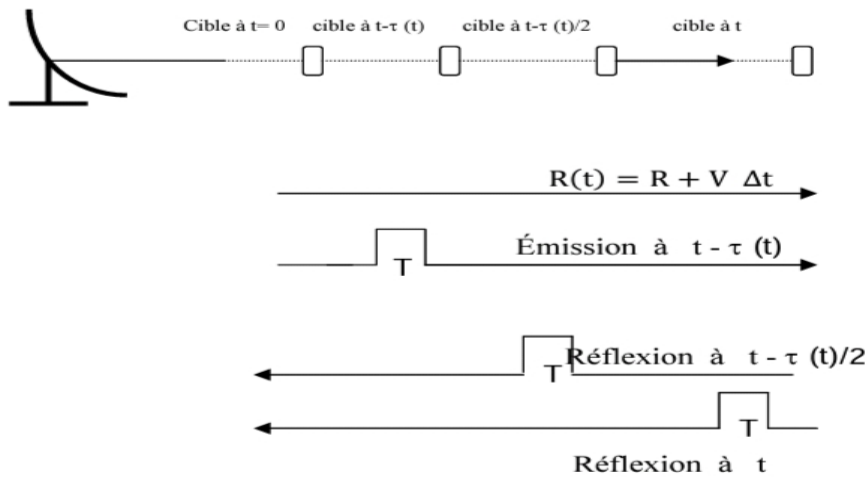 Cible à t= 0 cible à t-τ (t) cible à t-τ (t)/2 cible à t
R(t) = R + V Δt
Émission à t - τ (t)
T
Réflexion à t - τ (t)/2
T
T
Réflexion à t